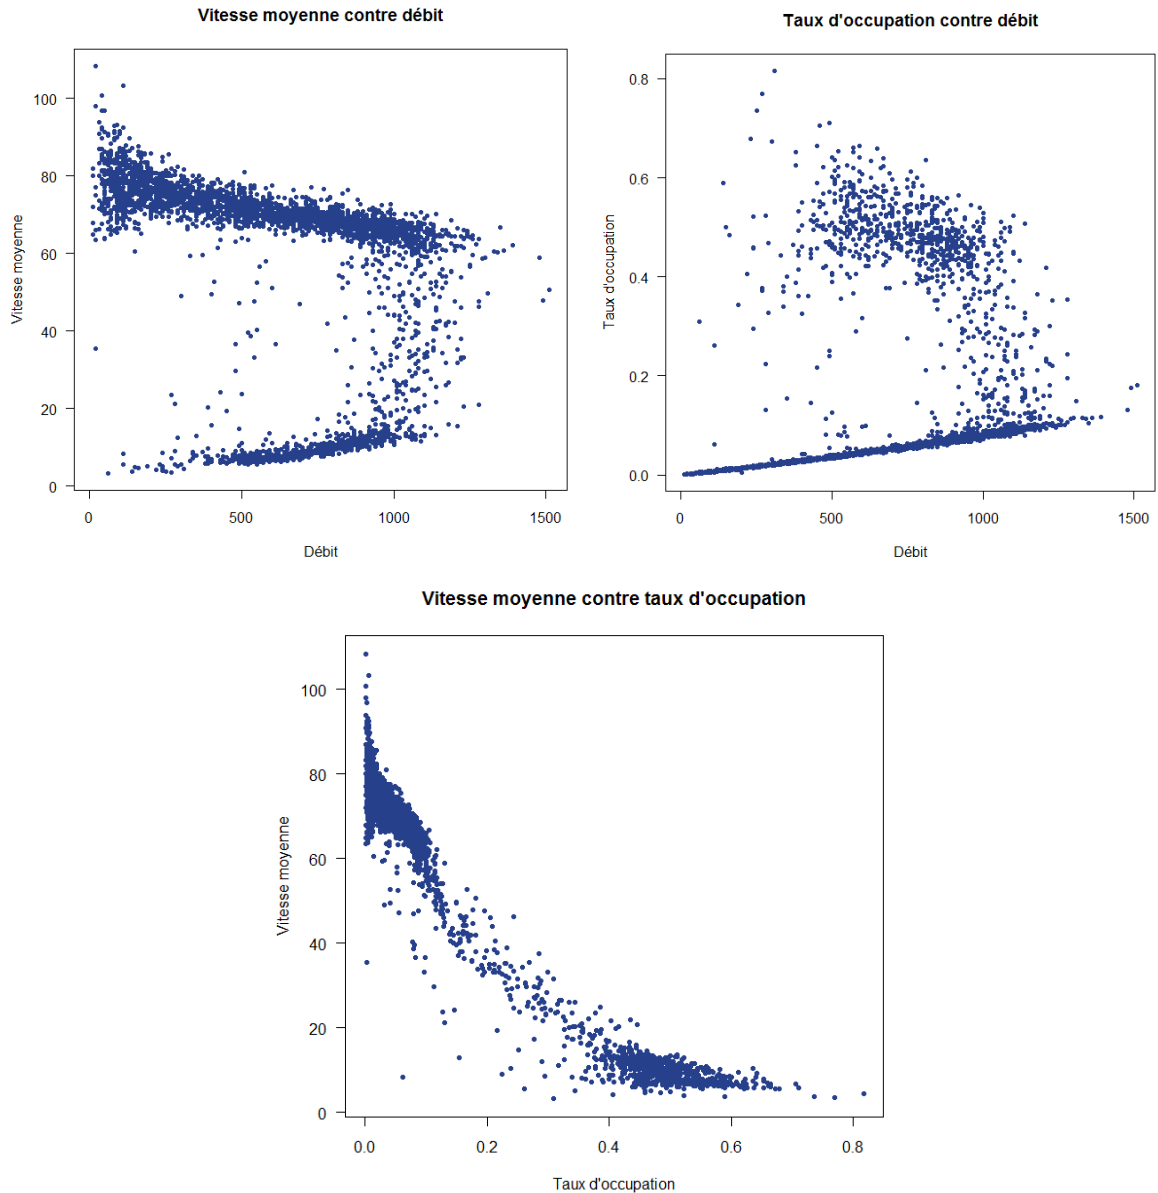 Vitesse moyenne contre débit
Vitesse moyenne
100
80
60
40
20
0
0 500 1000 1500
Débit
Taux d'occupation contre débit
Taux d'occupation
0.8
0.6
0.4
0.2
0.0
0 500 1000 1500
Débit
Vitesse moyenne contre taux d'occupation
Vitesse moyenne
100
80
60
40
20
0
0.0 0.2 0.4 0.6 0.8
Taux d'occupation